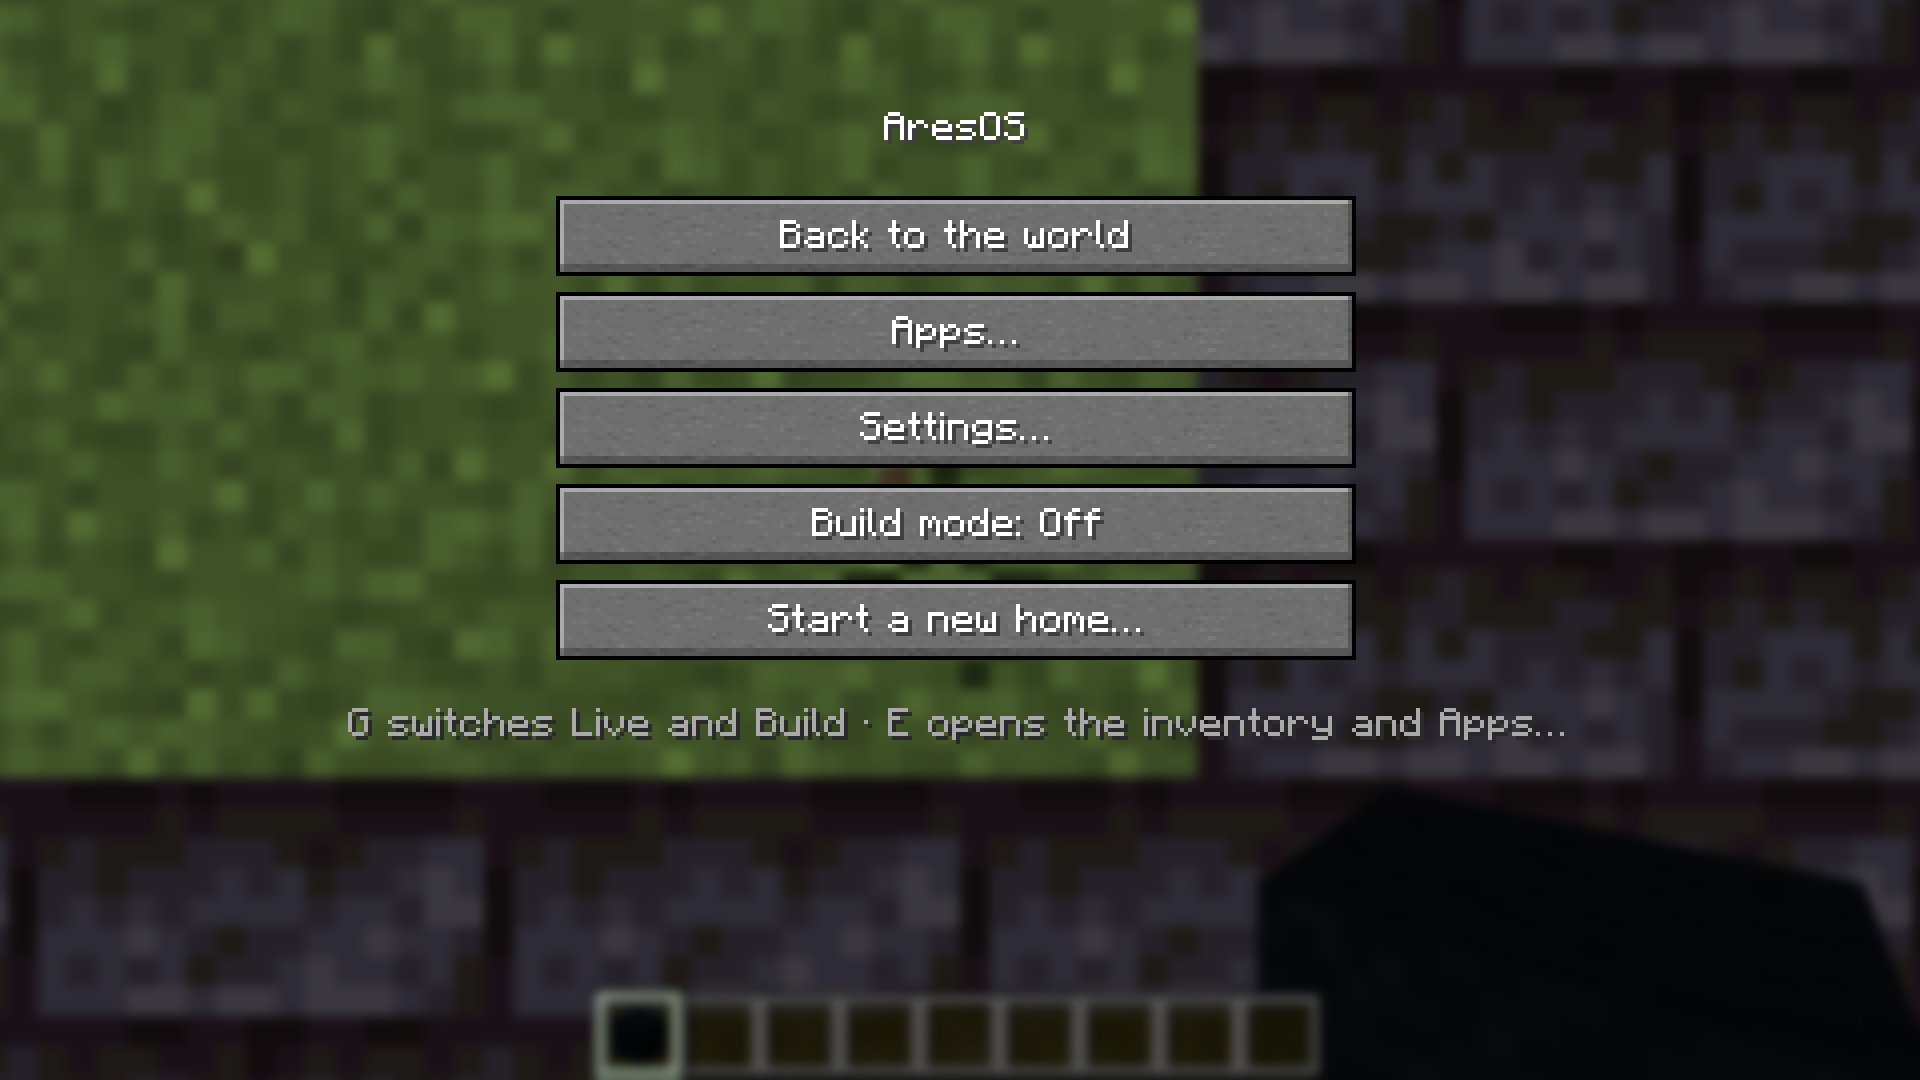 AresOS
Back to the world
Apps...
Settings...
Build mode: Off
Start a new home...
G switches Live and Build · E opens the inventory and Apps...